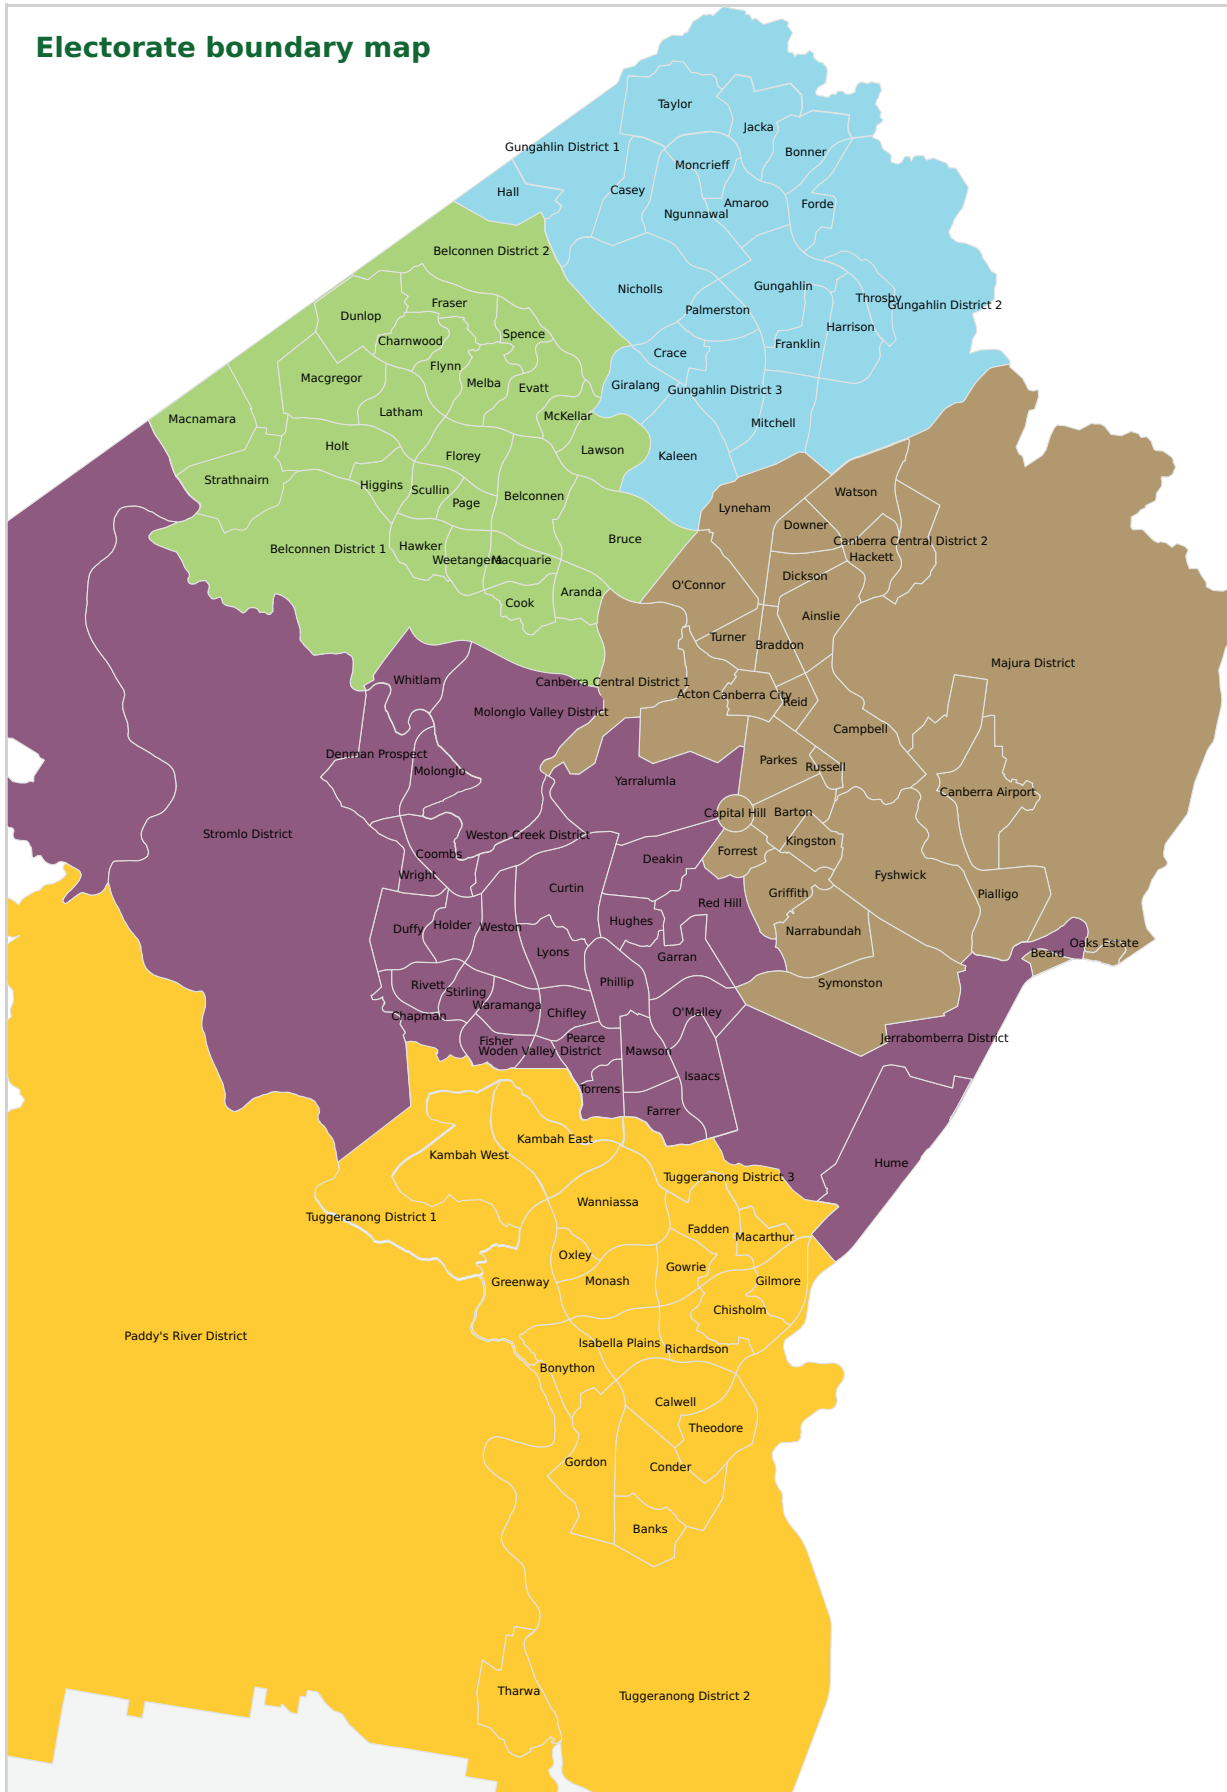 Electorate boundary map
Taylor
Jacka
Gungahlin District 1
Bonner
Moncrieff
Hall
Casey
Amaroo
Forde
Ngunnawal
Belconnen District 2
Nicholls
Gungahlin
Throsby
Gungahlin District 2
Fraser
Palmerston
Dunlop
Harrison
Spence
Charnwood
Franklin
Crace
Flynn
Macgregor
Melba
Evatt
Giralang
Gungahlin District 3
Latham
McKellar
Macnamara
Mitchell
Holt
Lawson
Florey
Kaleen
Strathnairn
Higgins
Scullin
Page
Belconnen
Watson
Lyneham
Downer
Bruce
Canberra Central District 2
Hawker
Belconnen District 1
Hackett
Weetangera
Macquarie
Dickson
O'Connor
Aranda
Cook
Ainslie
Turner
Braddon
Majura District
Whitlam
Canberra Central District 1
Acton
Canberra City
Reid
Molonglo Valley District
Campbell
Denman Prospect
Parkes
Russell
Molonglo
Yarralumla
Canberra Airport
Capital Hill
Barton
Stromlo District
Weston Creek District
Kingston
Coombs
Forrest
Deakin
Wright
Fyshwick
Curtin
Griffith
Pialligo
Red Hill
Hughes
Holder
Weston
Duffy
Narrabundah
Oaks Estate
Lyons
Beard
Garran
Phillip
Symonston
Rivett
Stirling
Waramanga
Chifley
O'Malley
Chapman
Pearce
Jerrabomberra District
Fisher
Woden Valley District
Mawson
Isaacs
Torrens
Farrer
Kambah East
Kambah West
Hume
Tuggeranong District 3
Wanniassa
Tuggeranong District 1
Fadden
Macarthur
Oxley
Gowrie
Greenway
Monash
Gilmore
Chisholm
Paddy's River District
Isabella Plains
Richardson
Bonython
Calwell
Theodore
Gordon
Conder
Banks
Tharwa
Tuggeranong District 2